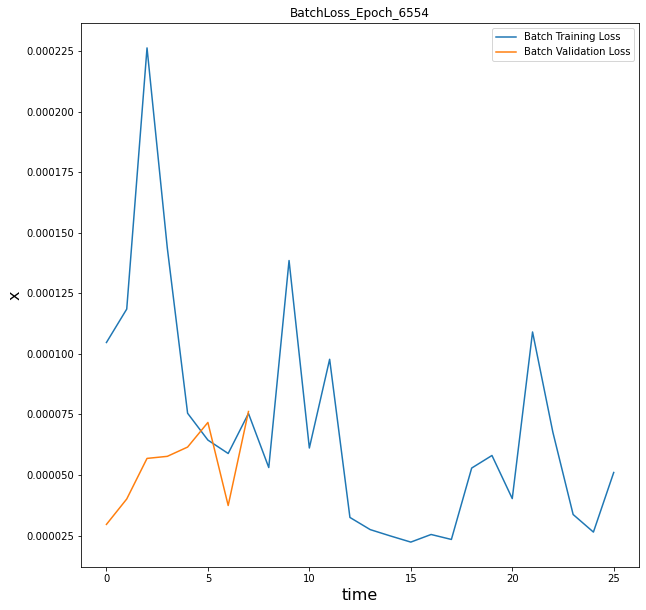 BatchLoss_Epoch_6554
Batch Training Loss
Batch Validation Loss
0.000225
0.000200
0.000175
0.000150
0.000125
0.000100
0.000075
0.000050
0.000025
x
0 5 10 15 20 25
time